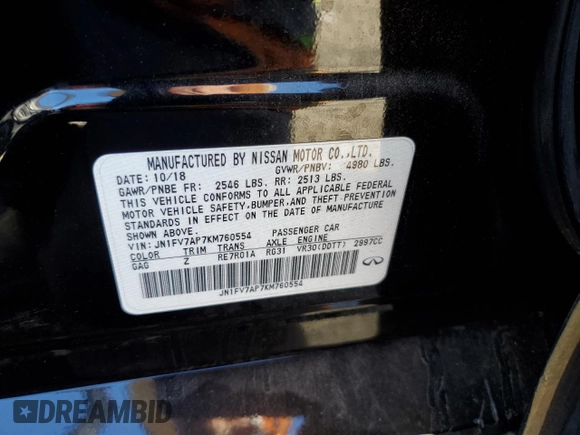 MANUFACTURED BY NISSAN MOTOR CO.,LTD.
DATE: 10/18 GVWR/PNBV: 4980 LBS.
GAWR/PNBE FR: 2546 LBS. RR: 2513 LBS.
THIS VEHICLE CONFORMS TO ALL APPLICABLE FEDERAL
MOTOR VEHICLE SAFETY,BUMPER,AND THEFT PREVENTION
STANDARDS IN EFFECT ON THE DATE OF MANUFACTURE
SHOWN ABOVE.
VIN: JN1FV7AP7KM760554 PASSENGER CAR
COLOR TRIM TRANS AXLE ENGINE
GAG Z RE7R01A RG31 VR30(DDTT) 2997CC
JN1FV7AP7KM760554
DREAMBID